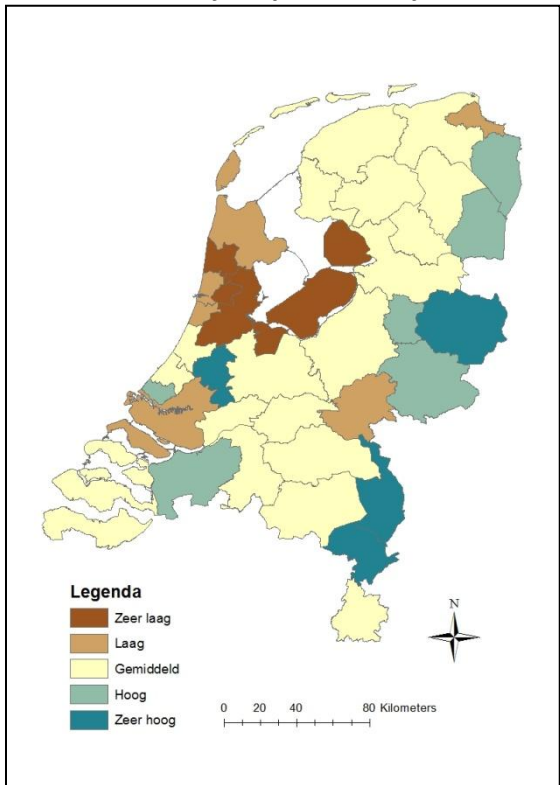 Legenda
Zeer laag
Laag
Gemiddeld
Hoog
Zeer hoog
N
0 20 40 80 Kilometers